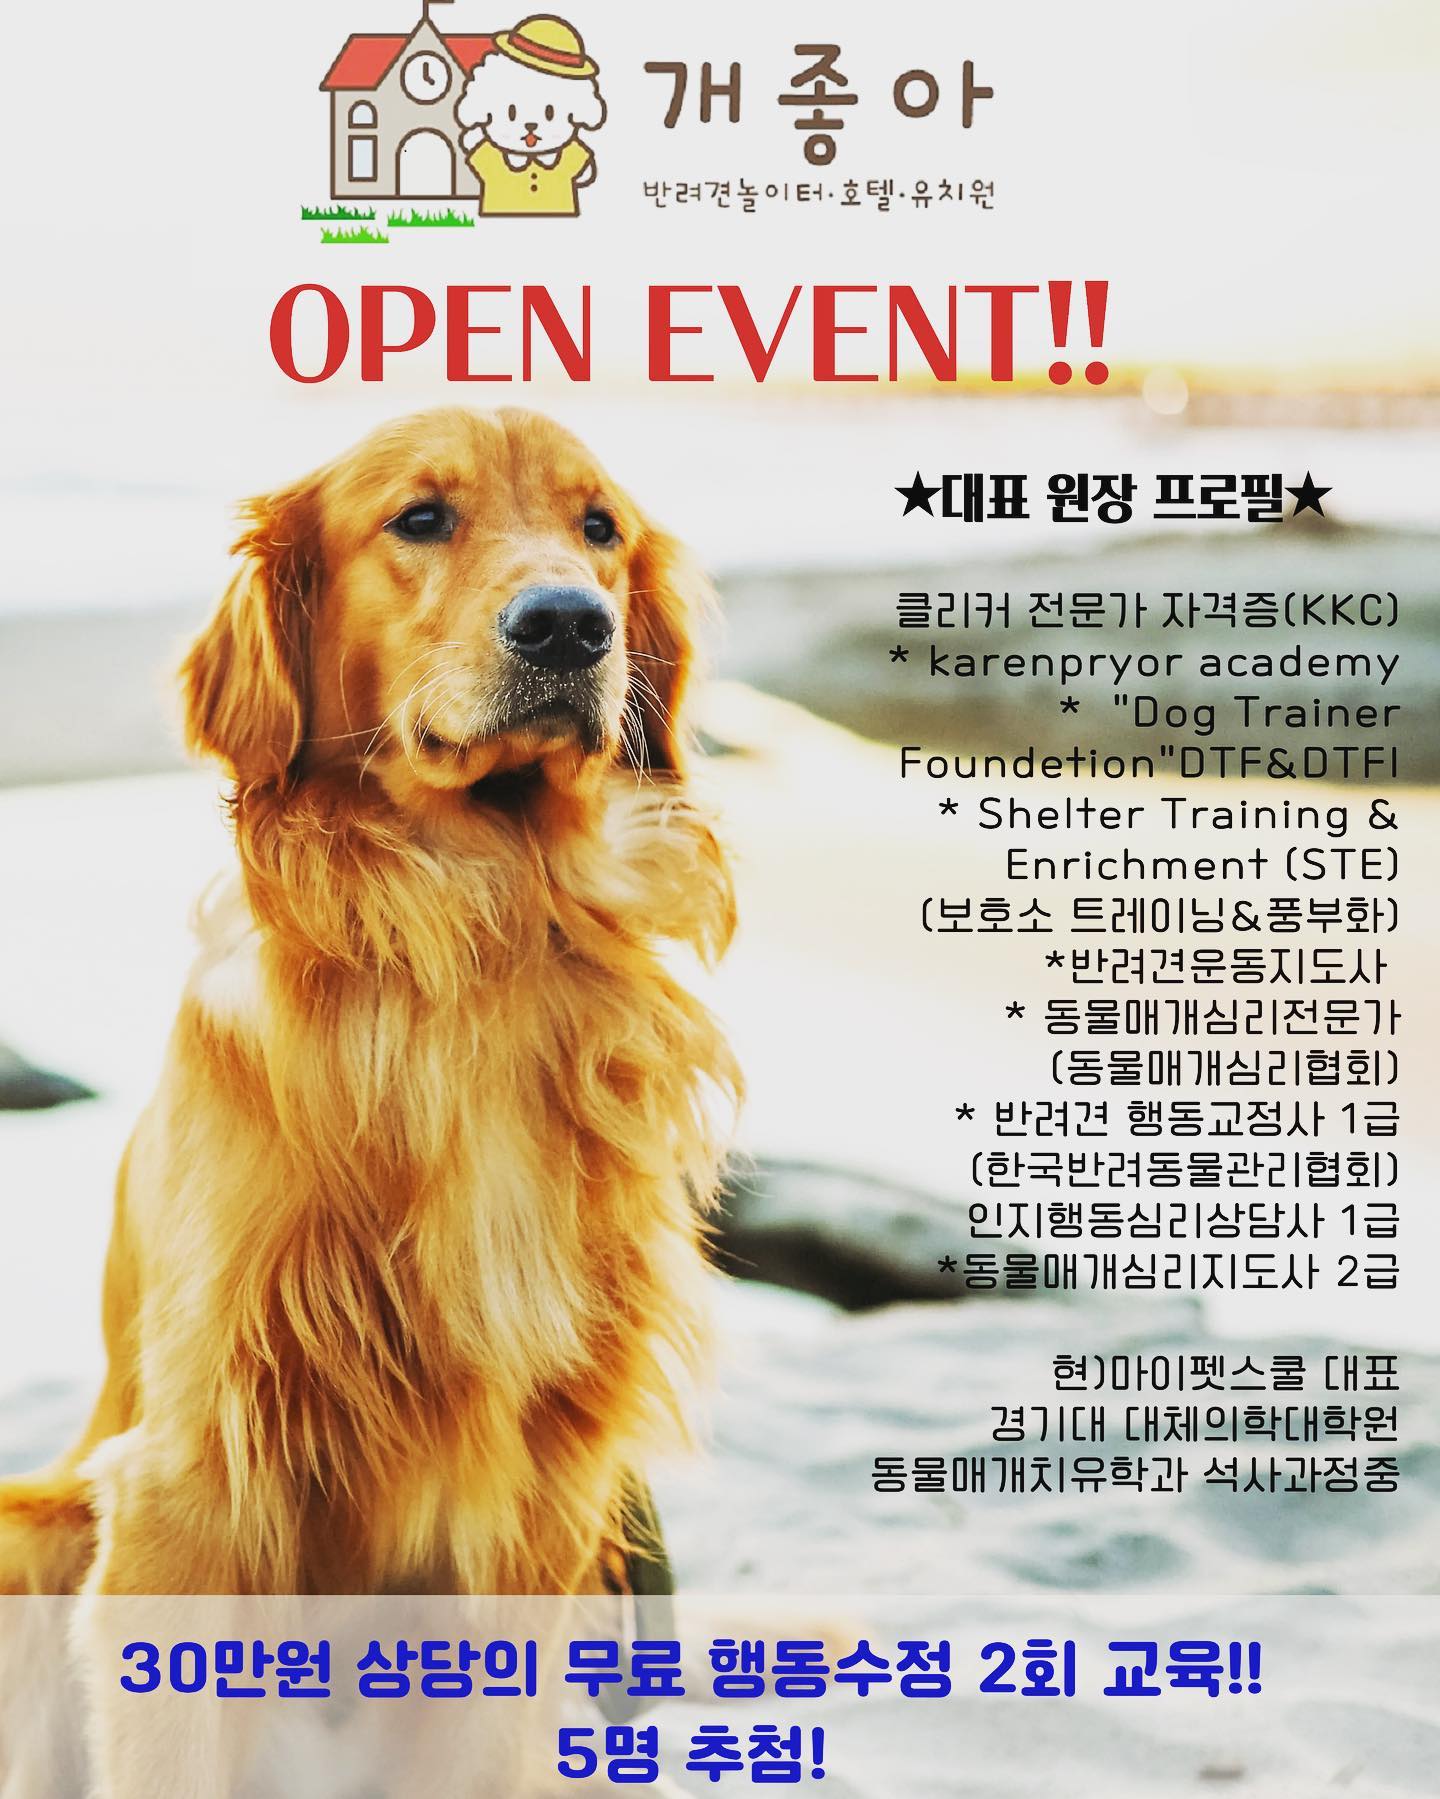 개좋아
반려견놀이터·호텔·유치원
OPEN EVENT!!
★대표 원장 프로필★
클리커 전문가 자격증(KKC)
* karenpryor academy
* "Dog Trainer
Foundetion"DTF&DTFI
* Shelter Training &
Enrichment (STE)
(보호소 트레이닝&풍부화)
*반려견운동지도사
* 동물매개심리전문가
(동물매개심리협회)
* 반려견 행동교정사 1급
(한국반려동물관리협회)
인지행동심리상담사 1급
*동물매개심리지도사 2급
현)마이펫스쿨 대표
경기대 대체의학대학원
동물매개치유학과 석사과정중
30만원 상당의 무료 행동수정 2회 교육!!
5명 추첨!